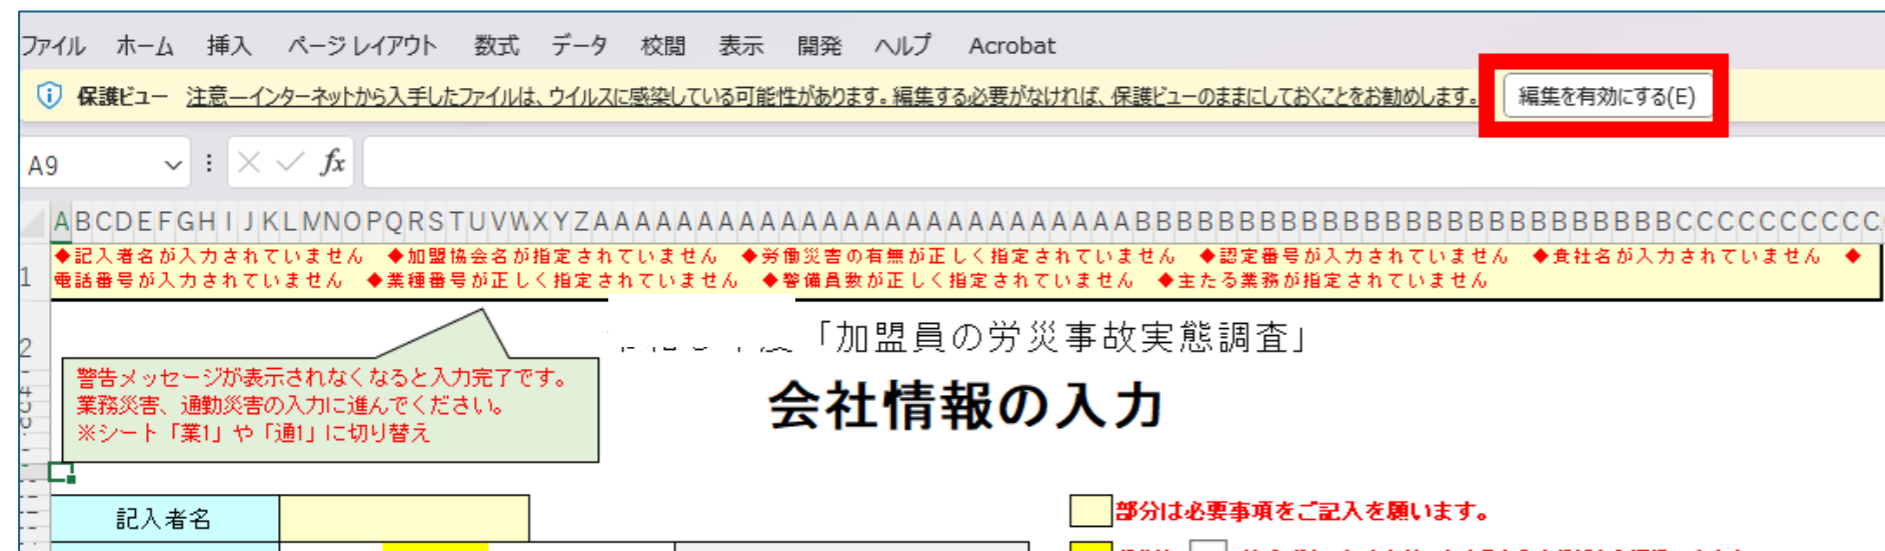 ファイル ホーム 挿入 ページ レイアウト 数式 データ 校閲 表示 開発 ヘルプ Acrobat
保護ビュー 注意—インターネットから入手したファイルは、ウイルスに感染している可能性があります。編集する必要がなければ、保護ビューのままにしておくことをお勧めします。 編集を有効にする(E)
A9 fx
A B C D E F G H I J K L M N O P Q R S T U V W X Y Z A A A A A A A A A A A A A A A A A A A A A A A A A A B B B B B B B B B B B B B B B B B B B B B B B B B B C C C C C C C C C C
1 ◆記入者名が入力されていません ◆加盟協会名が指定されていません ◆労働災害の有無が正しく指定されていません ◆認定番号が入力されていません ◆貴社名が入力されていません ◆
電話番号が入力されていません ◆業種番号が正しく指定されていません ◆警備員数が正しく指定されていません ◆主たる業務が指定されていません
2 「加盟員の労災事故実態調査」
警告メッセージが表示されなくなると入力完了です。
業務災害、通勤災害の入力に進んでください。
※シート「業1」や「通1」に切り替え
会社情報の入力
記入者名
部分は必要事項をご記入を願います。